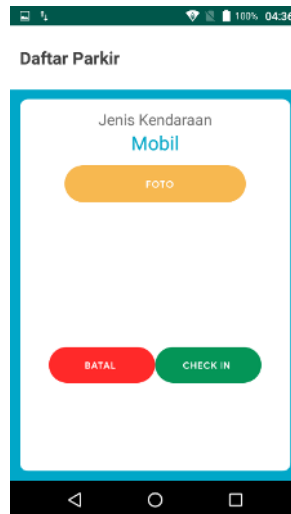 100% 04:36
Daftar Parkir
Jenis Kendaraan
Mobil
FOTO
BATAL CHECK IN